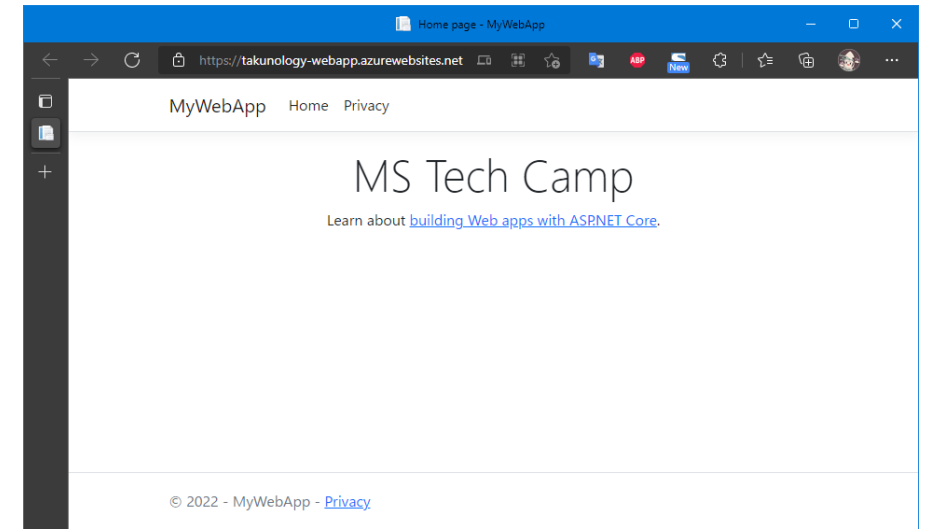 Home page - MyWebApp
https://takunology-webapp.azurewebsites.net
ABP
New
MyWebApp Home Privacy
MS Tech Camp
Learn about building Web apps with ASP.NET Core.
© 2022 - MyWebApp - Privacy